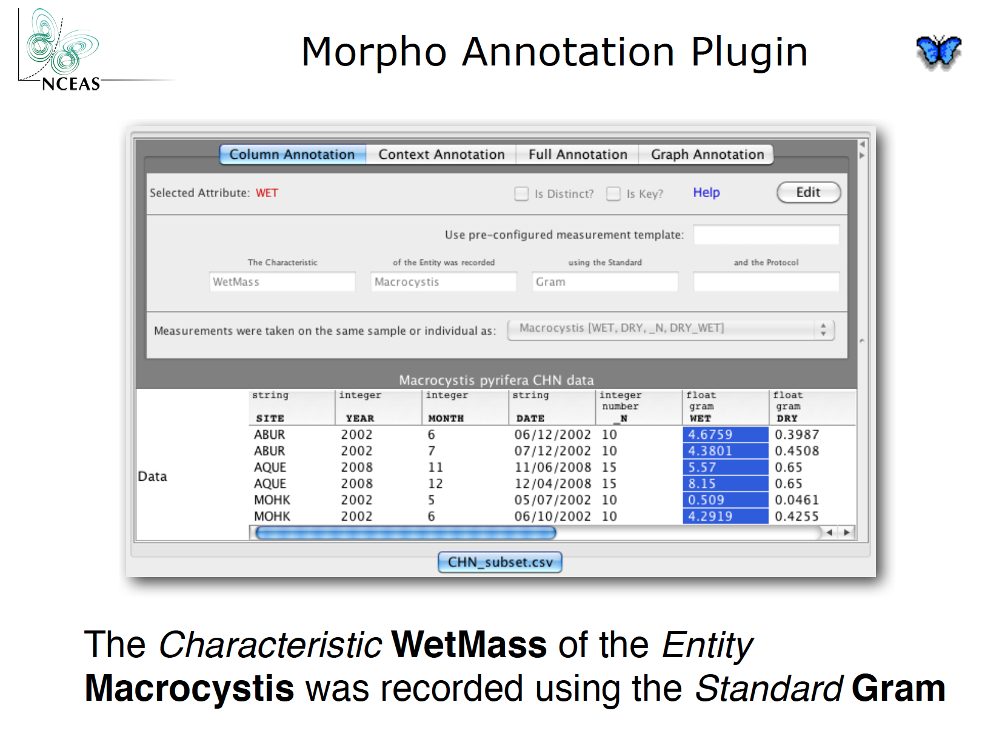 NCEAS
Morpho Annotation Plugin
Column Annotation Context Annotation Full Annotation Graph Annotation
Selected Attribute: WET Is Distinct? Is Key? Help Edit
Use pre-configured measurement template:
The Characteristic of the Entity was recorded using the Standard and the Protocol
WetMass Macrocystis Gram
Measurements were taken on the same sample or individual as: Macrocystis [WET, DRY, _N, DRY_WET]
Macrocystis pyrifera CHN data
string integer integer string integer float float
number gram gram
SITE YEAR MONTH DATE _N WET DRY
ABUR 2002 6 06/12/2002 10 4.6759 0.3987
ABUR 2002 7 07/12/2002 10 4.3801 0.4508
AQUE 2008 11 11/06/2008 15 5.57 0.65
Data
AQUE 2008 12 12/04/2008 15 8.15 0.65
MOHK 2002 5 05/07/2002 10 0.509 0.0461
MOHK 2002 6 06/10/2002 10 4.2919 0.4255
CHN_subset.csv
The Characteristic WetMass of the Entity
Macrocystis was recorded using the Standard Gram